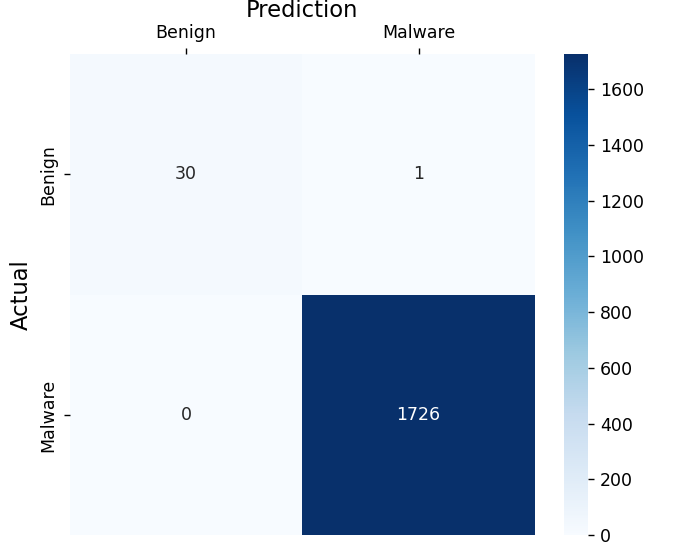 Prediction
Benign Malware
Benign 30 1
Actual
Malware 0 1726
1600
1400
1200
1000
800
600
400
200
0